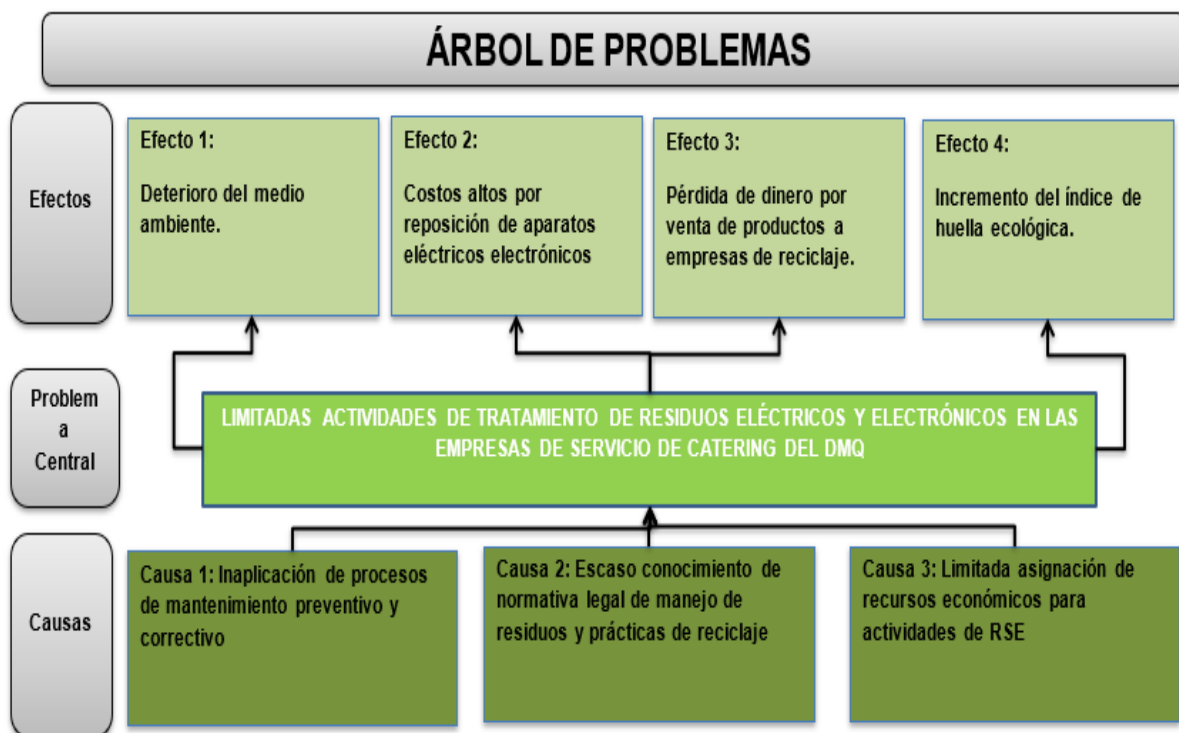 ÁRBOL DE PROBLEMAS
Efectos
Efecto 1:
Deterioro del medio
ambiente.
Efecto 2:
Costos altos por
reposición de aparatos
eléctricos electrónicos
Efecto 3:
Pérdida de dinero por
venta de productos a
empresas de reciclaje.
Efecto 4:
Incremento del índice de
huella ecológica.
Problem
a
Central
LIMITADAS ACTIVIDADES DE TRATAMIENTO DE RESIDUOS ELÉCTRICOS Y ELECTRÓNICOS EN LAS
EMPRESAS DE SERVICIO DE CATERING DEL DMQ
Causas
Causa 1: Inaplicación de procesos
de mantenimiento preventivo y
correctivo
Causa 2: Escaso conocimiento de
normativa legal de manejo de
residuos y prácticas de reciclaje
Causa 3: Limitada asignación de
recursos económicos para
actividades de RSE